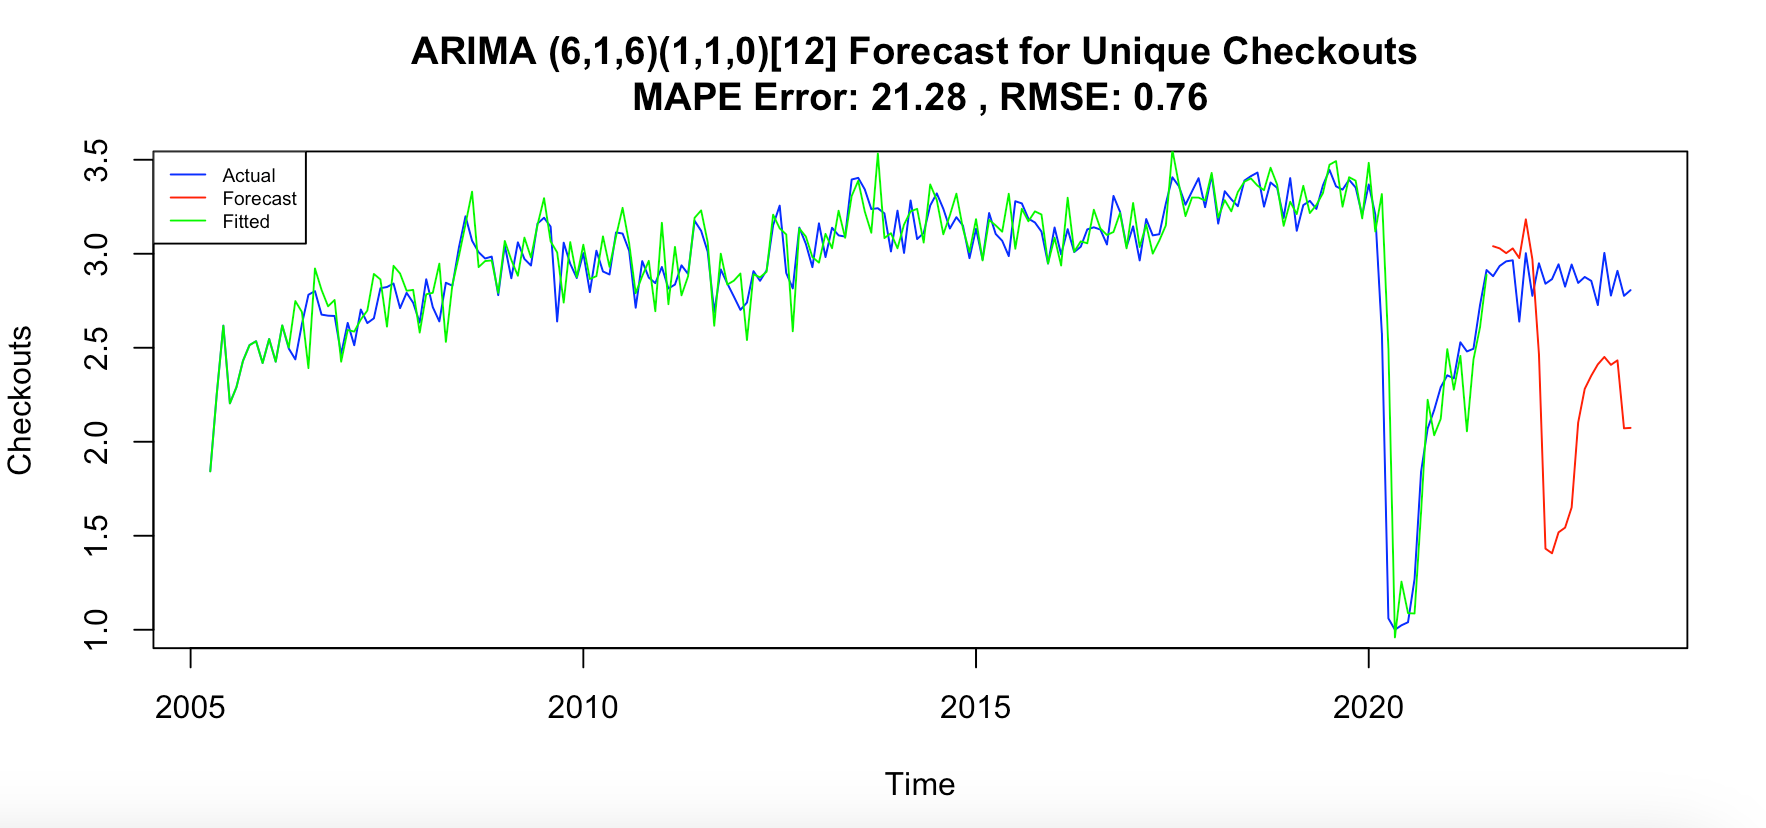 ARIMA (6,1,6)(1,1,0)[12] Forecast for Unique Checkouts
MAPE Error: 21.28 , RMSE: 0.76
Actual
Forecast
Fitted
Checkouts
3.5
3.0
2.5
2.0
1.5
1.0
2005 2010 2015 2020
Time